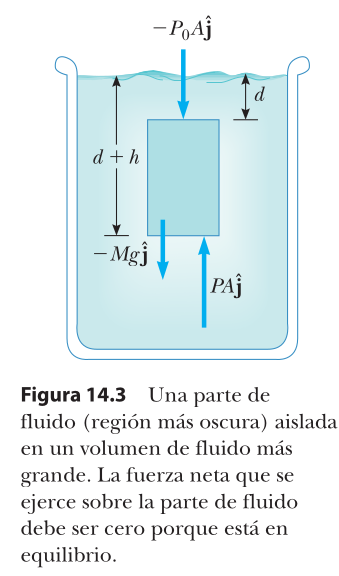 −P₀Aĵ
d
d + h
−Mgĵ
PAĵ
Figura 14.3 Una parte de
fluido (región más oscura) aislada
en un volumen de fluido más
grande. La fuerza neta que se
ejerce sobre la parte de fluido
debe ser cero porque está en
equilibrio.